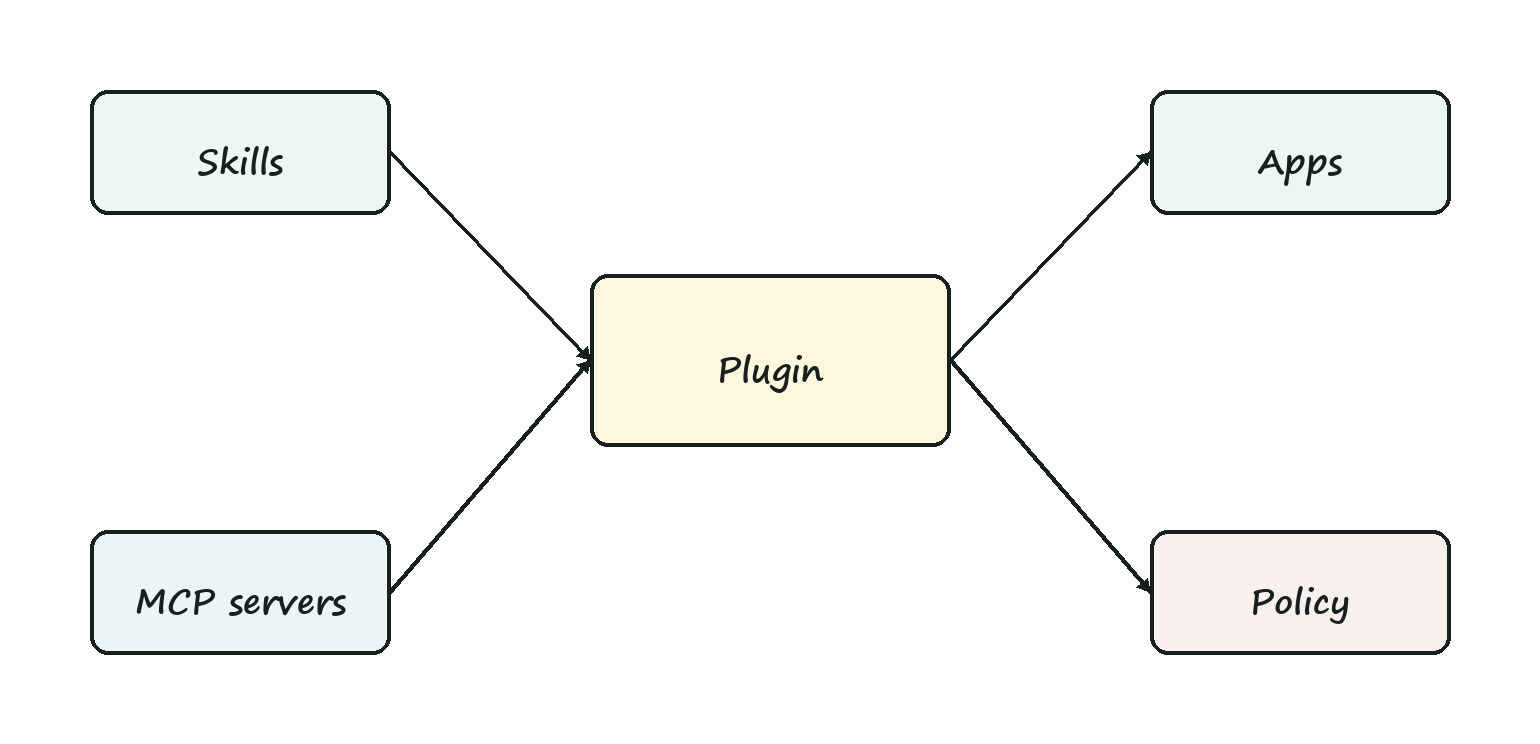 Skills
Apps
Plugin
MCP servers
Policy